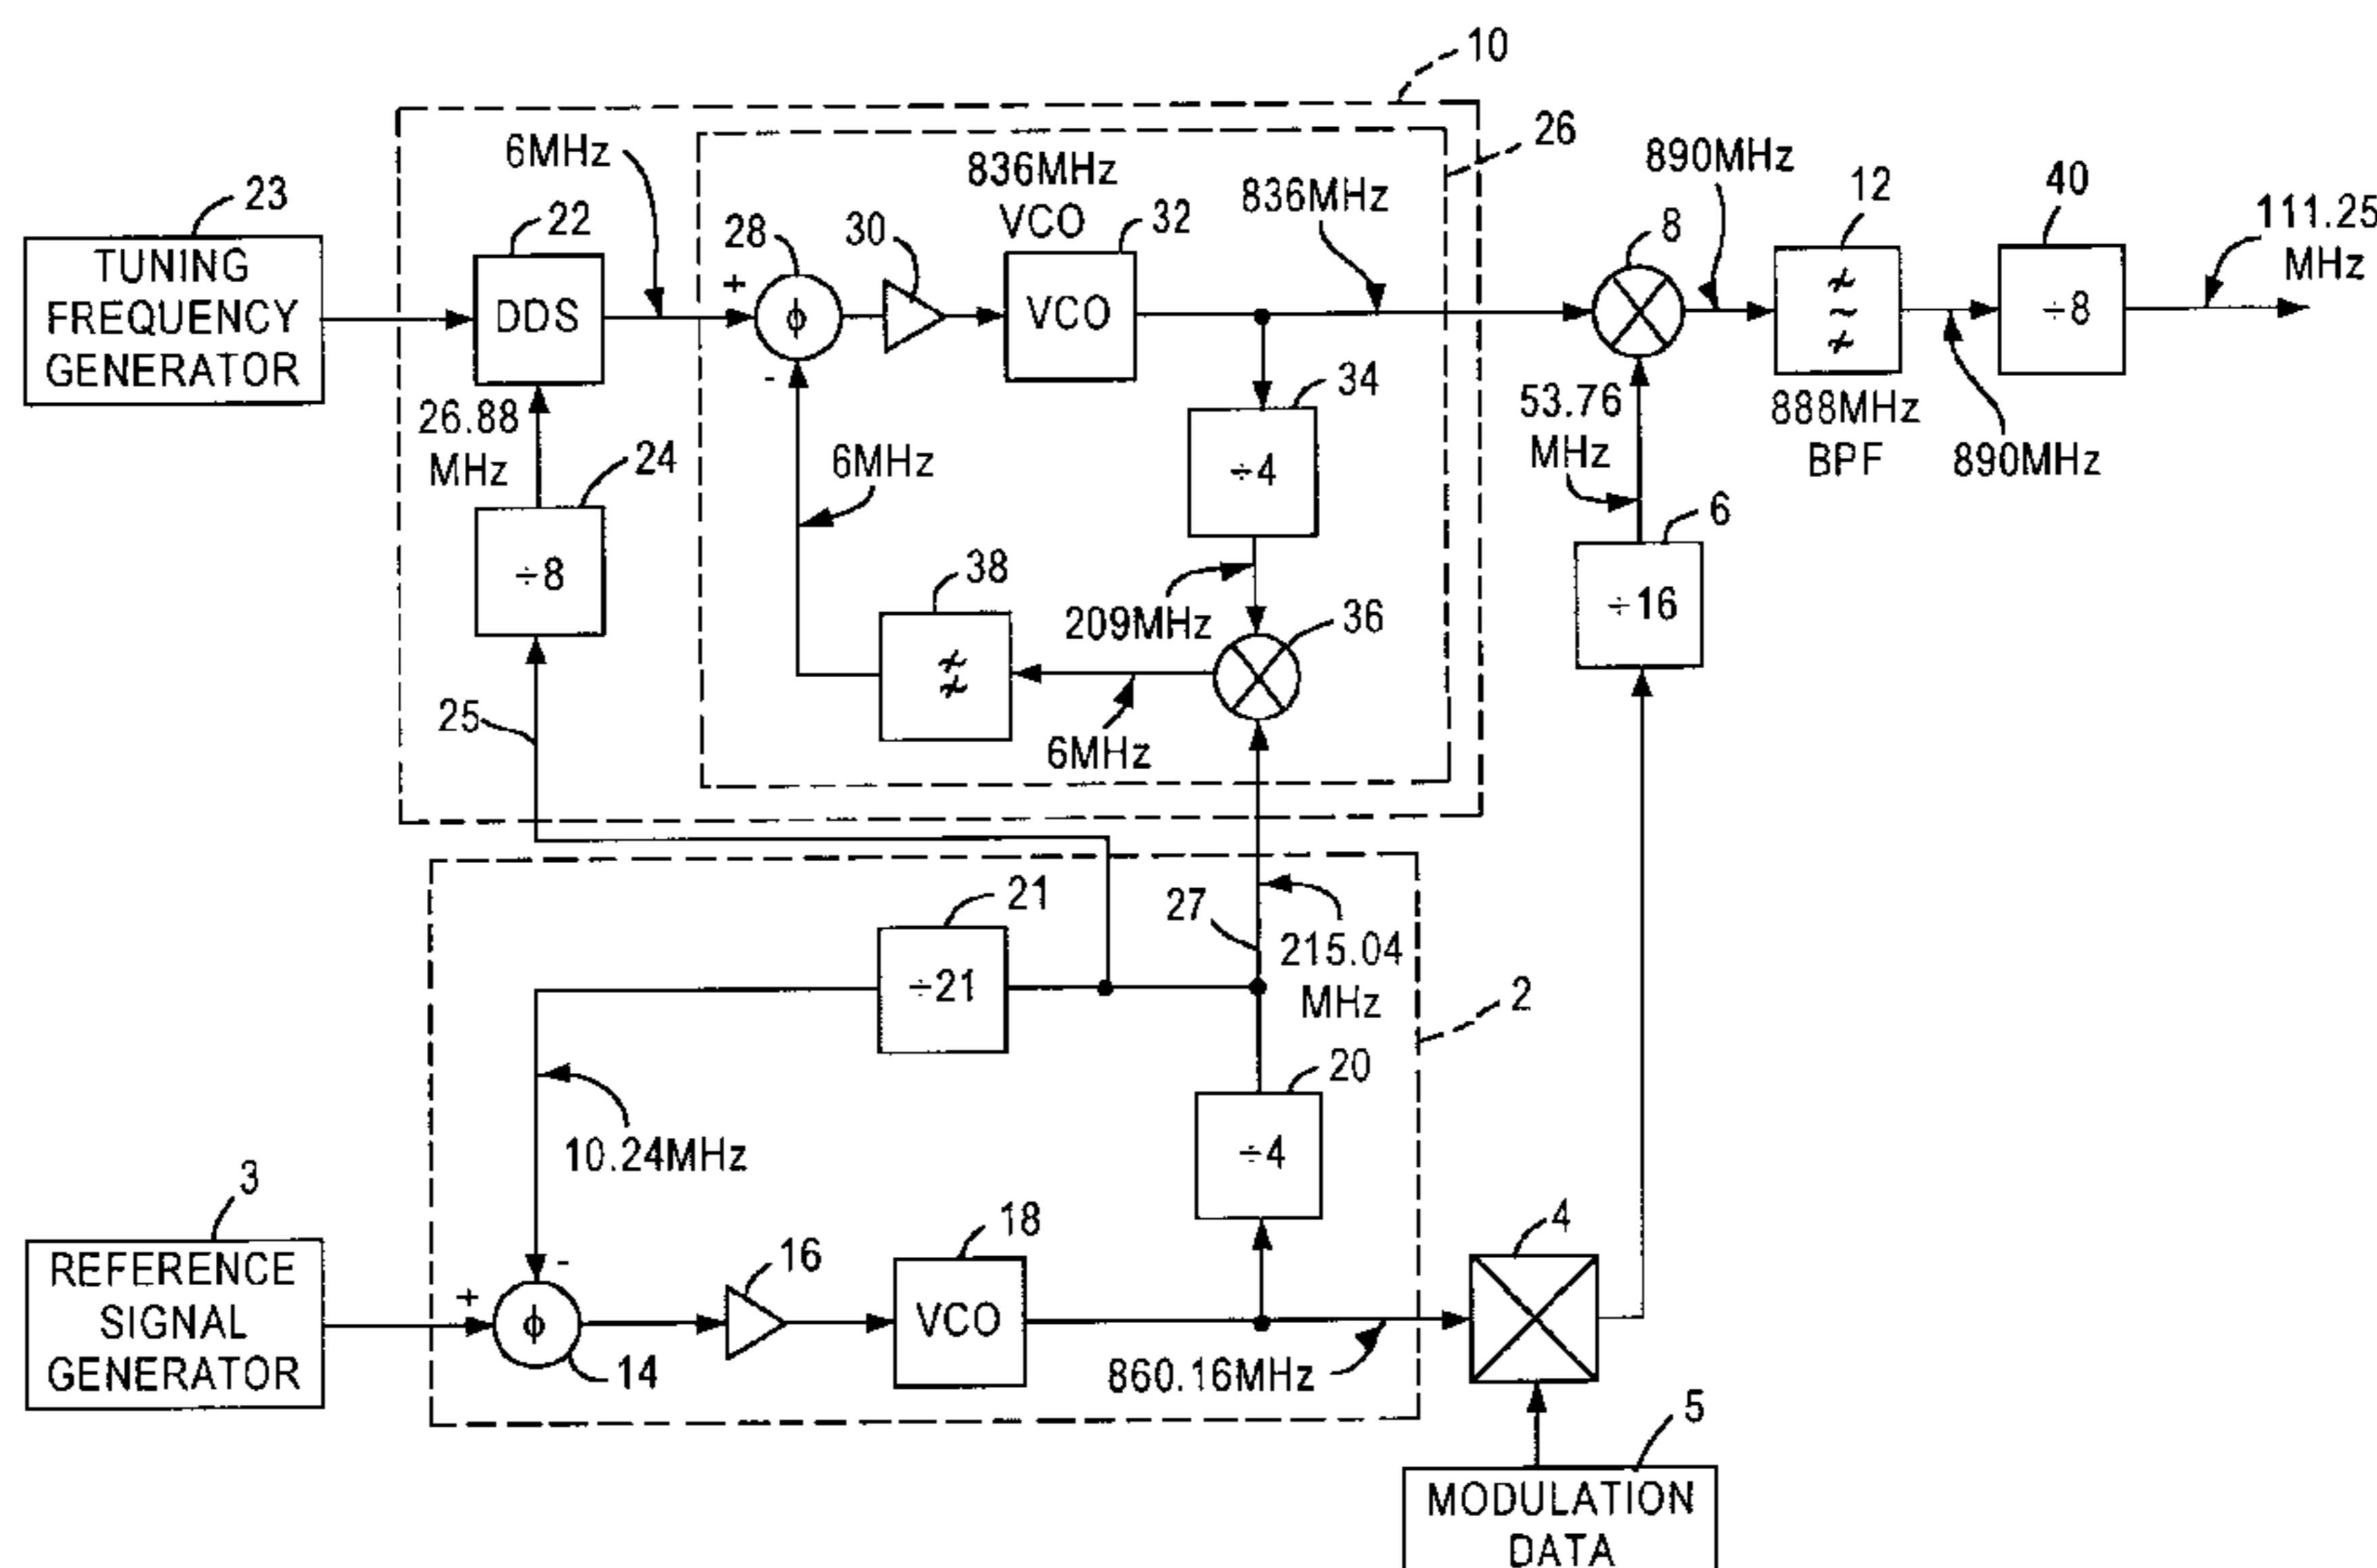 10
6MHz
26
836MHz
VCO
836MHz
890MHz
12
40
111.25
MHz
23
22
28
30
32
8
TUNING
FREQUENCY
GENERATOR
DDS
+
ϕ
VCO
÷8
-
34
26.88
MHz
24
6MHz
÷4
53.76
MHz
888MHz
BPF
890MHz
6
÷8
38
209MHz
36
÷16
25
6MHz
21
27
215.04
MHz
÷21
2
20
10.24MHz
÷4
3
18
4
REFERENCE
SIGNAL
GENERATOR
-
+
ϕ
16
VCO
14
860.16MHz
5
MODULATION
DATA